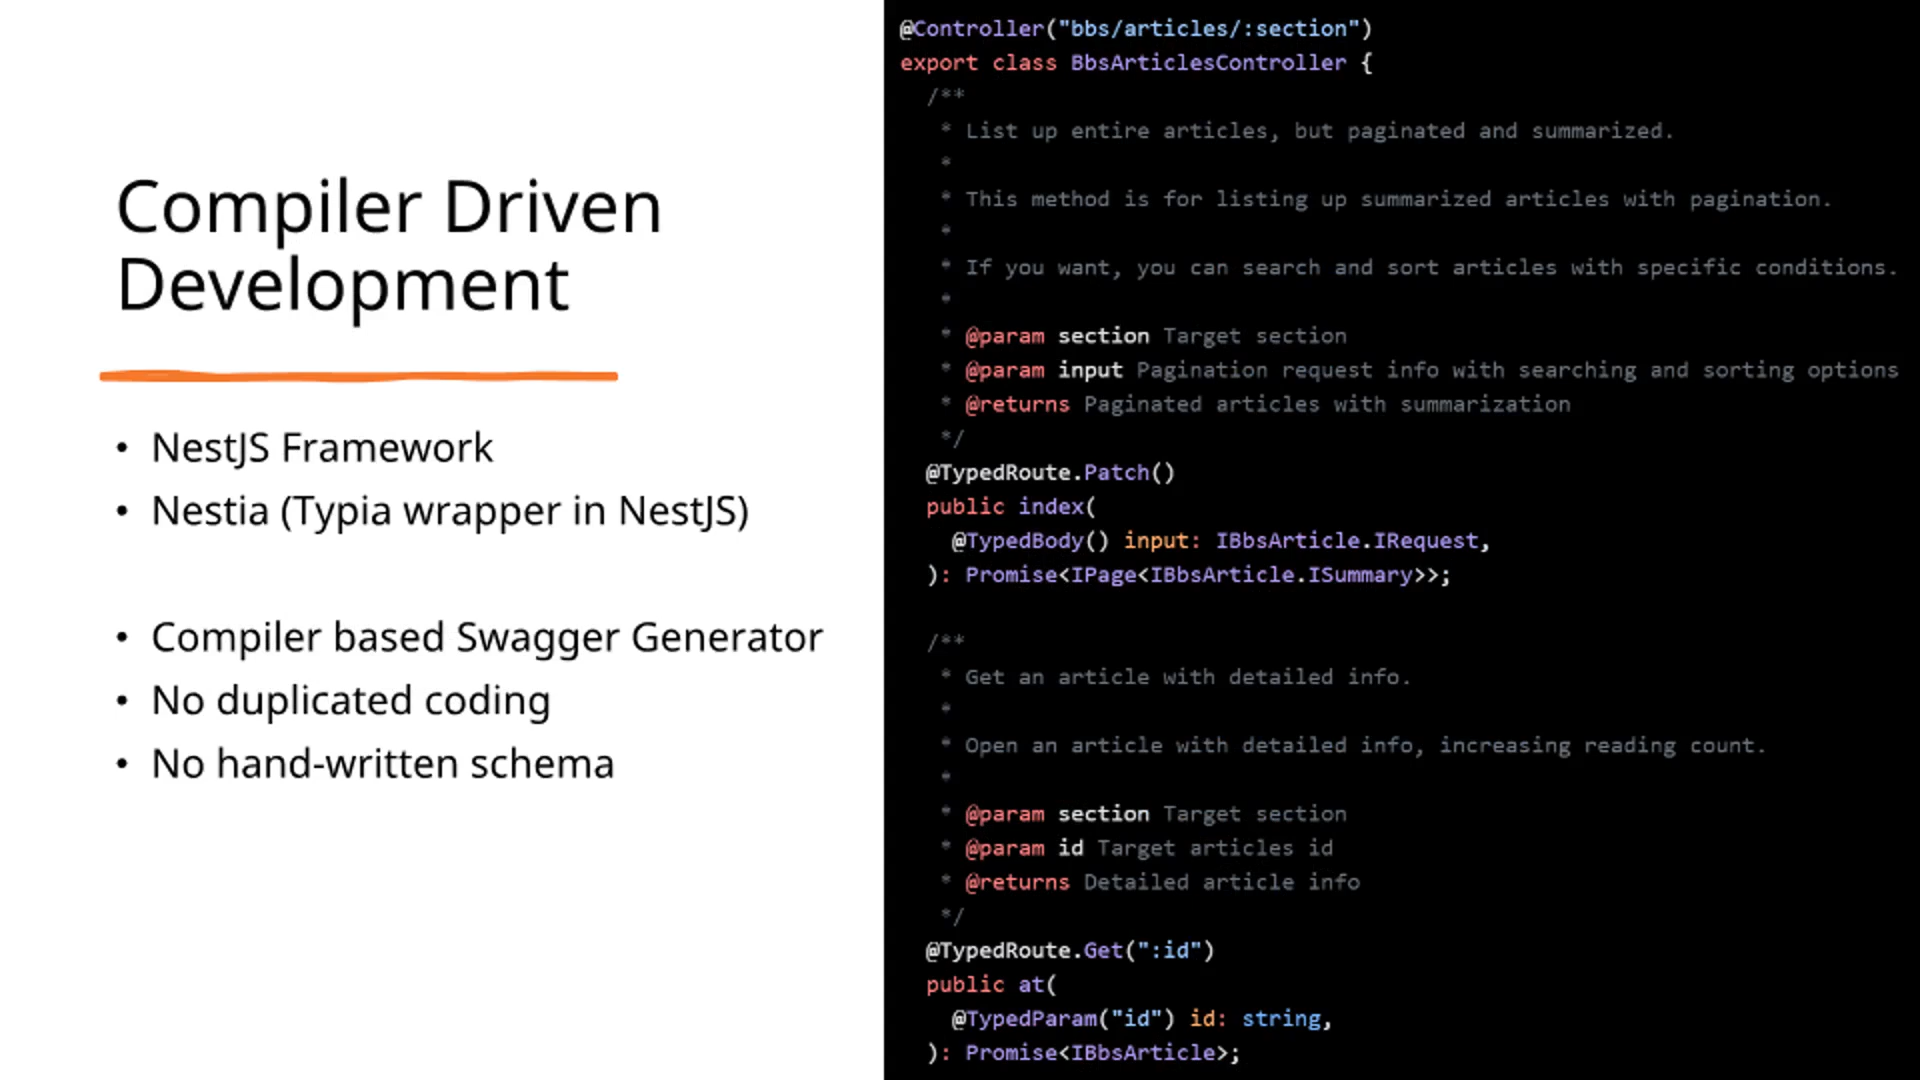 Compiler Driven
Development
• NestJS Framework
• Nestia (Typia wrapper in NestJS)
• Compiler based Swagger Generator
• No duplicated coding
• No hand-written schema
@Controller("bbs/articles/:section")
export class BbsArticlesController {
  /**
   * List up entire articles, but paginated and summarized.
   *
   * This method is for listing up summarized articles with pagination.
   *
   * If you want, you can search and sort articles with specific conditions.
   *
   * @param section Target section
   * @param input Pagination request info with searching and sorting options
   * @returns Paginated articles with summarization
   */
  @TypedRoute.Patch()
  public index(
    @TypedBody() input: IBbsArticle.IRequest,
  ): Promise<IPage<IBbsArticle.ISummary>>;
  /**
   * Get an article with detailed info.
   *
   * Open an article with detailed info, increasing reading count.
   *
   * @param section Target section
   * @param id Target articles id
   * @returns Detailed article info
   */
  @TypedRoute.Get(":id")
  public at(
    @TypedParam("id") id: string,
  ): Promise<IBbsArticle>;